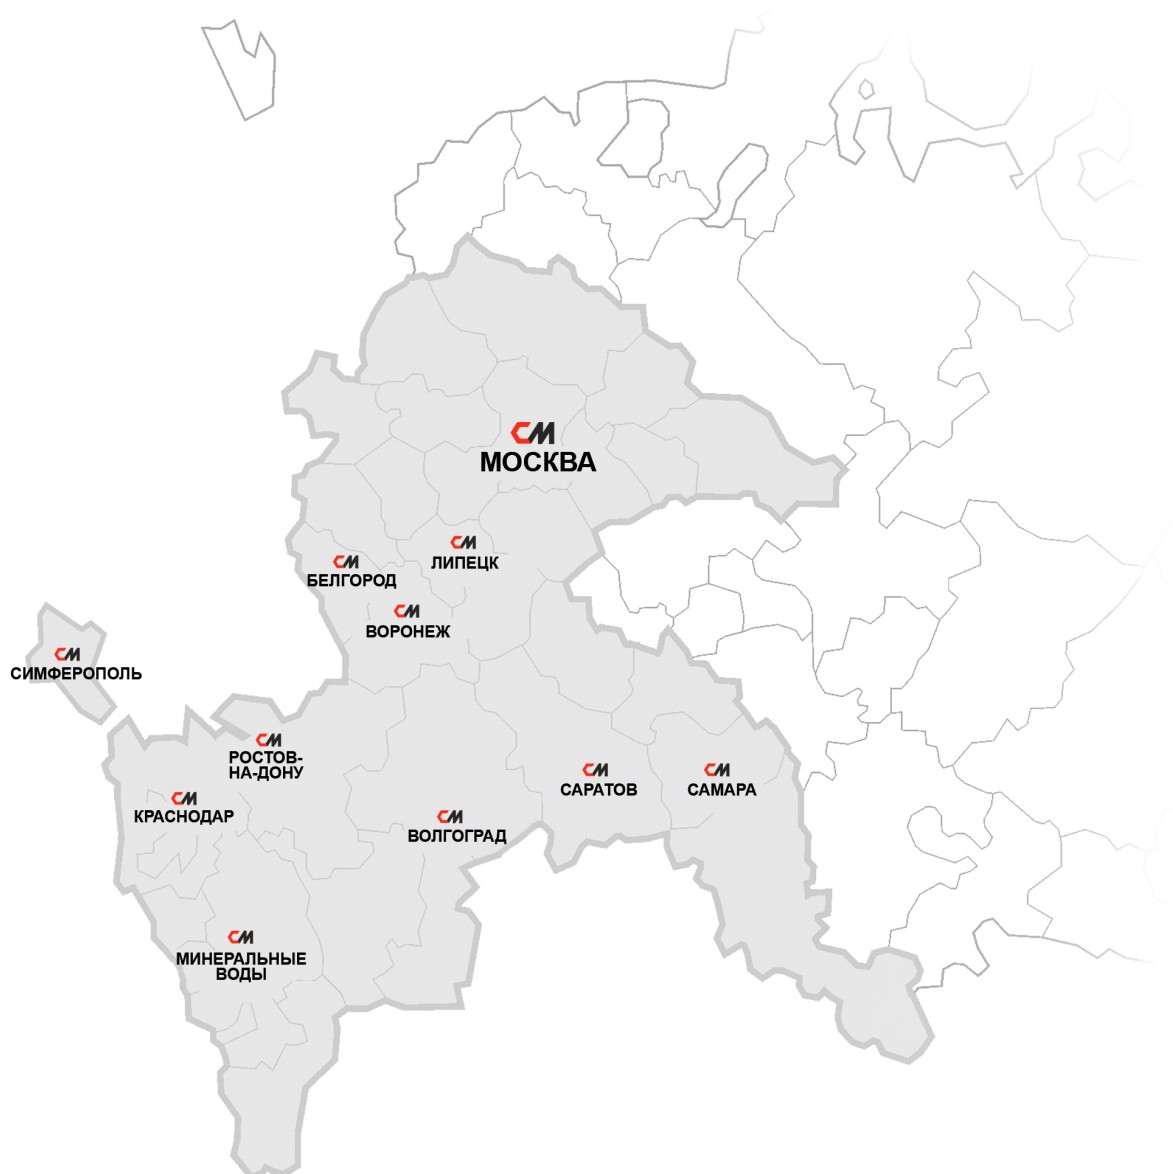 СМ
МОСКВА
СМ
ЛИПЕЦК
СМ
БЕЛГОРОД
СМ
ВОРОНЕЖ
СМ
СИМФЕРОПОЛЬ
СМ
РОСТОВ-
НА-ДОНУ
СМ
САРАТОВ
СМ
САМАРА
СМ
КРАСНОДАР
СМ
ВОЛГОГРАД
СМ
МИНЕРАЛЬНЫЕ
ВОДЫ